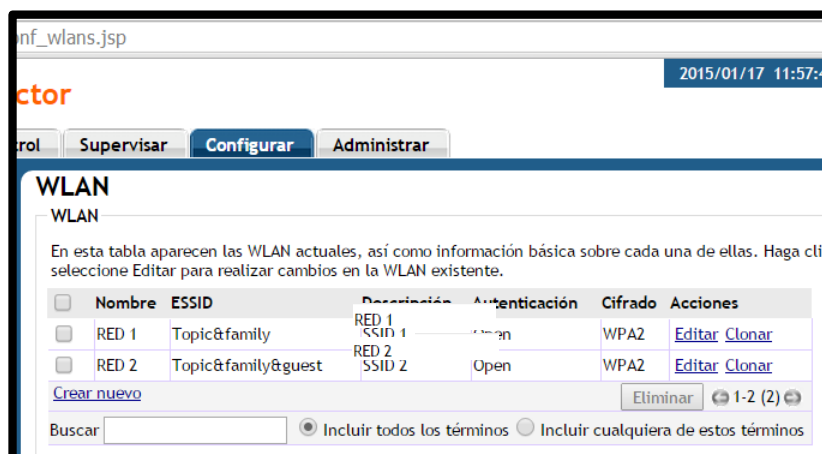 onf_wlans.jsp
2015/01/17 11:57:4
ctor
trol Supervisar Configurar Administrar
WLAN
WLAN
En esta tabla aparecen las WLAN actuales, así como información básica sobre cada una de ellas. Haga cli
seleccione Editar para realizar cambios en la WLAN existente.
Nombre ESSID Descripción Autenticación Cifrado Acciones
RED 1
RED 1 Topic&family SSID 1 Open WPA2 Editar Clonar
RED 2
RED 2 Topic&family&guest SSID 2 Open WPA2 Editar Clonar
Crear nuevo Eliminar 1-2 (2)
Buscar Incluir todos los términos Incluir cualquiera de estos términos